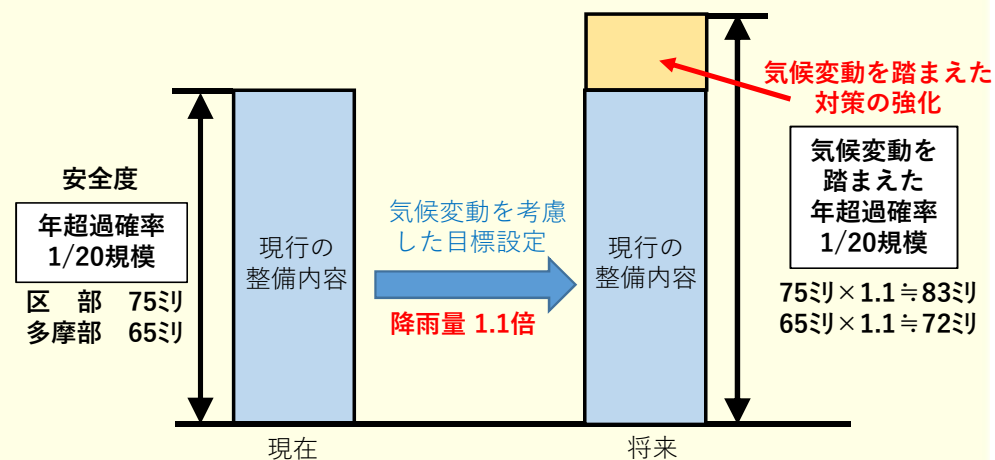 安全度
年超過確率
1/20規模
区　部　75ミリ
多摩部　65ミリ
現行の
整備内容
現在
気候変動を考慮
した目標設定
降雨量 1.1倍
現行の
整備内容
将来
気候変動を踏まえた
対策の強化
気候変動を
踏まえた
年超過確率
1/20規模
75ミリ×1.1≒83ミリ
65ミリ×1.1≒72ミリ